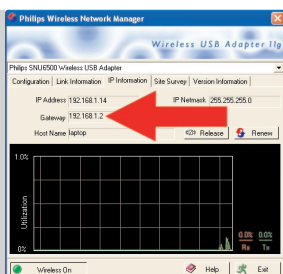 Philips Wireless Network Manager
Wireless USB Adapter 11g
Philips SNU6500 Wireless USB Adapter
Configuration Link Information IP Information Site Survey Version Information
IP Address 192.168.1.14 IP Netmask 255.255.255.0
Gateway 192.168.1.2
Host Name laptop Release Renew
1.0%
Utilization
0.0% 0.0%
0% Rx Tx
Wireless On Help Exit